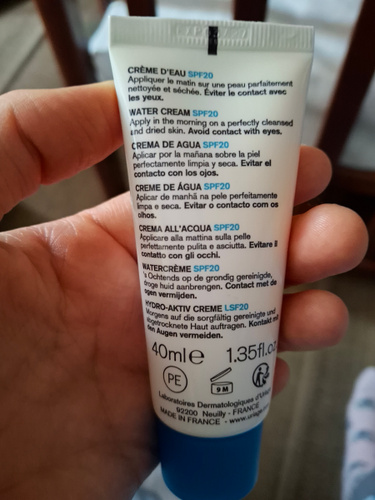 CRÈME D'EAU SPF20
Appliquer le matin sur une peau parfaitement
nettoyée et séchée. Éviter le contact avec
les yeux.
WATER CREAM SPF20
Apply in the morning on a perfectly cleansed
and dried skin. Avoid contact with eyes.
CREMA DE AGUA SPF20
Aplicar por la mañana sobre la piel
perfectamente limpia y seca. Evitar el
contacto con los ojos.
CREME DE ÁGUA SPF20
Aplicar de manhã na pele perfeitamente
limpa e seca. Evitar o contacto com os
olhos.
CREMA ALL'ACQUA SPF20
Applicare alla mattina sulla pelle
perfettamente pulita e asciutta. Evitare il
contatto con gli occhi.
WATERCRÈME SPF20
's Ochtends op de grondig gereinigde,
droge huid aanbrengen. Contact met de
ogen vermijden.
HYDRO-AKTIV CREME LSF20
Morgens auf die sorgfältig gereinigte und
abgetrocknete Haut auftragen. Kontakt mit
den Augen vermeiden.
40ml e 1.35fl.oz
PE 9 M
Laboratoires Dermatologiques
92200 Neuilly - FRANCE
MADE IN FRANCE -